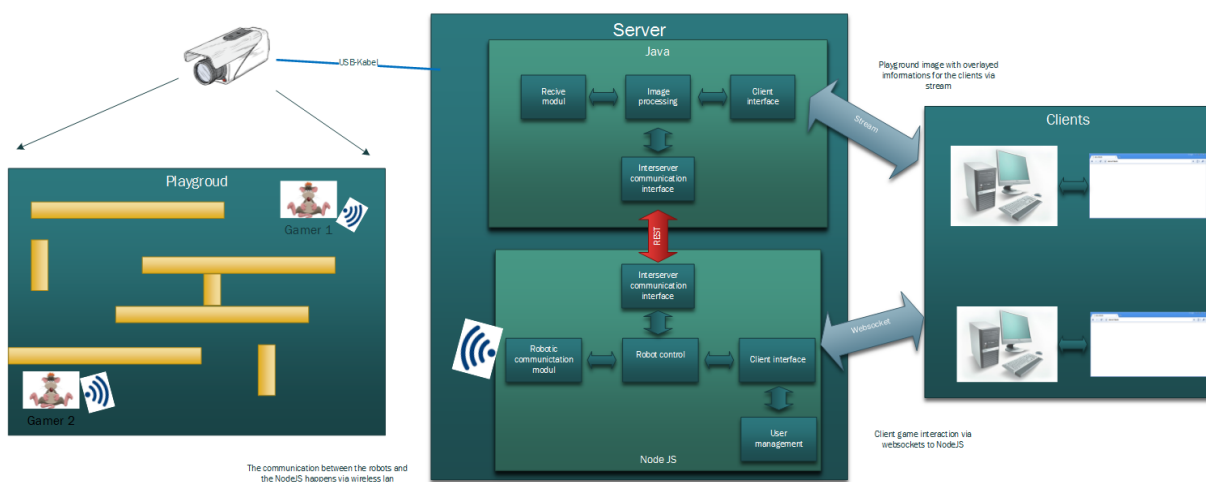 USB-Kabel
Playgroud
Gamer 1
Gamer 2
The communication between the robots and
the NodeJS happens via wireless lan
Server
Java
Recive
modul
Image
processing
Client
interface
Interserver
communication
interface
REST
Interserver
communication
interface
Robotic
communictation
modul
Robot control
Client interface
User
management
Node JS
Playground image with overlayed
imformations for the clients via
stream
Stream
Websocket
Clients
Client game interaction via
websockets to NodeJS